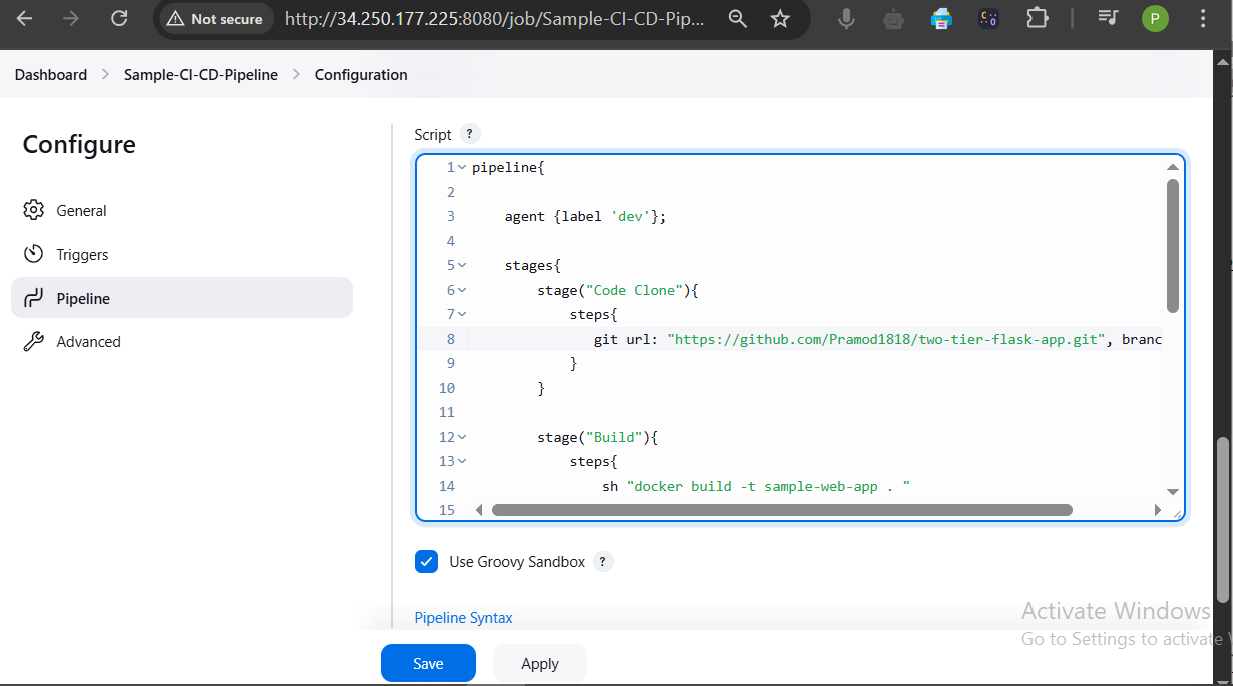 Not secure http://34.250.177.225:8080/job/Sample-CI-CD-Pip... P
Dashboard Sample-CI-CD-Pipeline Configuration
Configure
General
Triggers
Pipeline
Advanced
Script ?
1 pipeline{
2
3 agent {label 'dev'};
4
5 stages{
6 stage("Code Clone"){
7 steps{
8 git url: "https://github.com/Pramod1818/two-tier-flask-app.git", branc
9 }
10 }
11
12 stage("Build"){
13 steps{
14 sh "docker build -t sample-web-app . "
15
Use Groovy Sandbox ?
Pipeline Syntax
Activate Windows
Go to Settings to activate
Save Apply